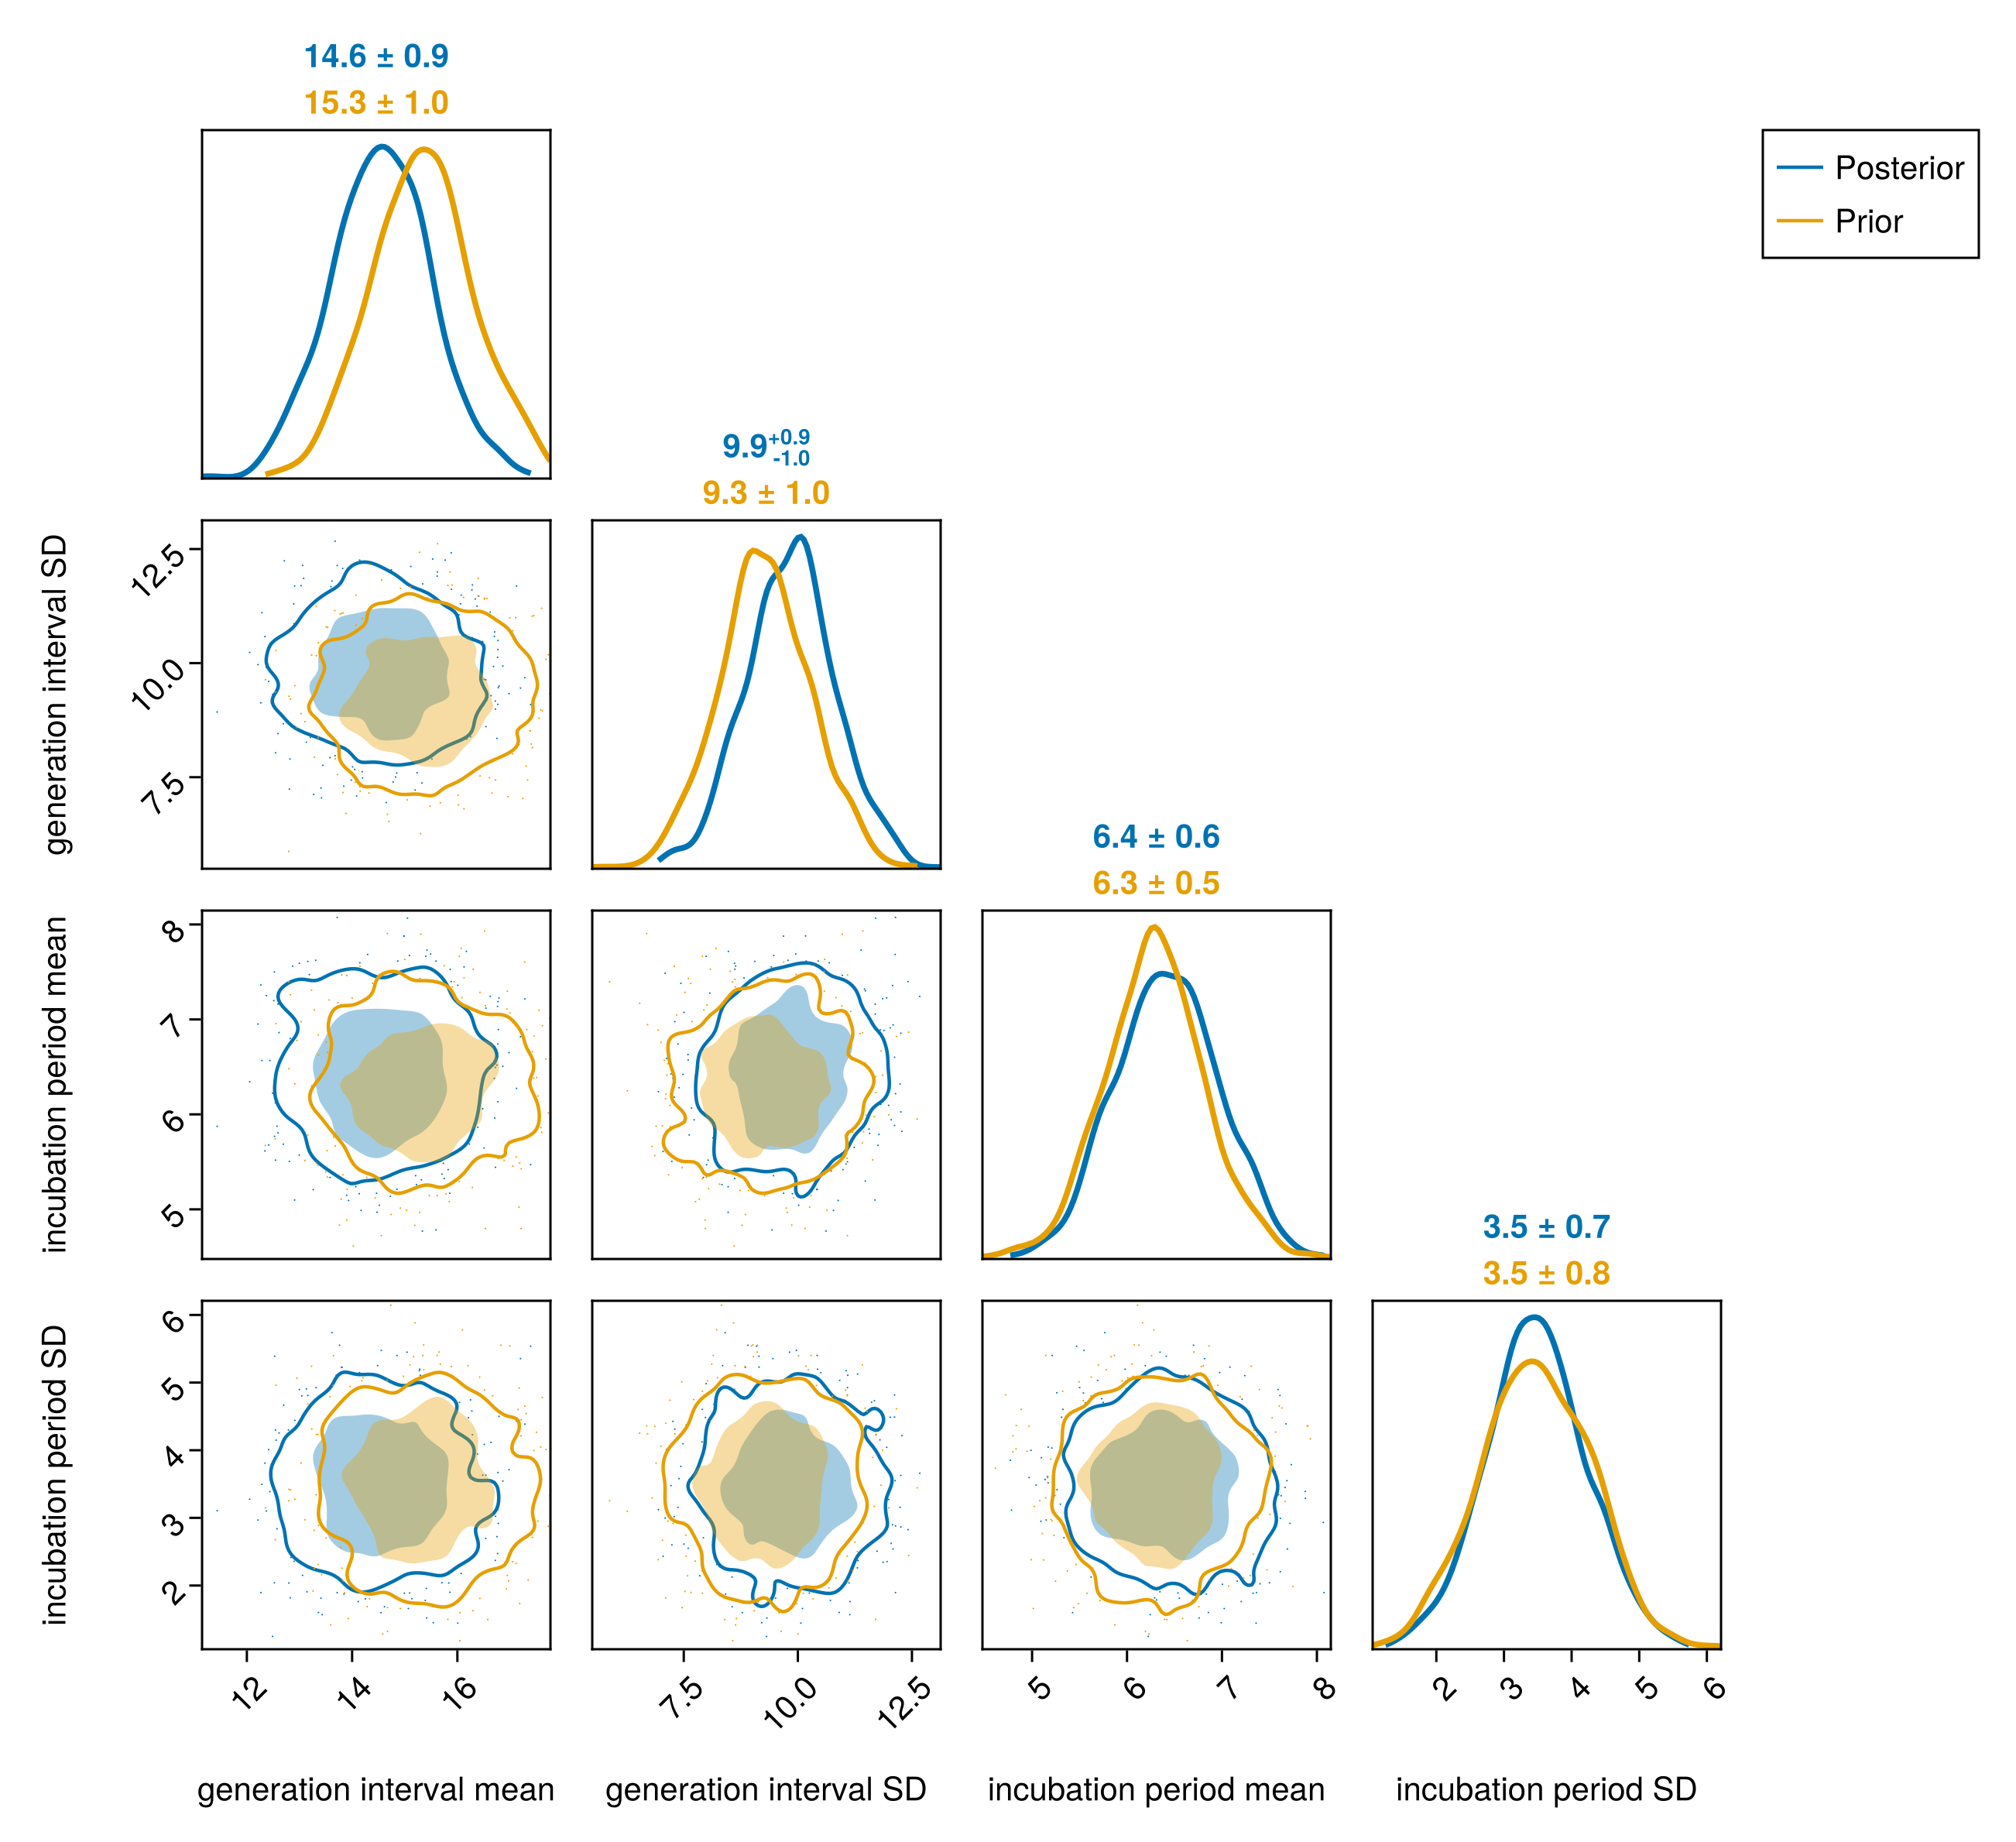 14.6 ± 0.9
15.3 ± 1.0
Posterior
Prior
9.9+0.9-1.0
9.3 ± 1.0
generation interval SD
12.5
10.0
7.5
6.4 ± 0.6
6.3 ± 0.5
incubation period mean
8
7
6
5
3.5 ± 0.7
3.5 ± 0.8
incubation period SD
6
5
4
3
2
12 14 16
7.5 10.0 12.5
5 6 7 8
2 3 4 5 6
generation interval mean
generation interval SD
incubation period mean
incubation period SD